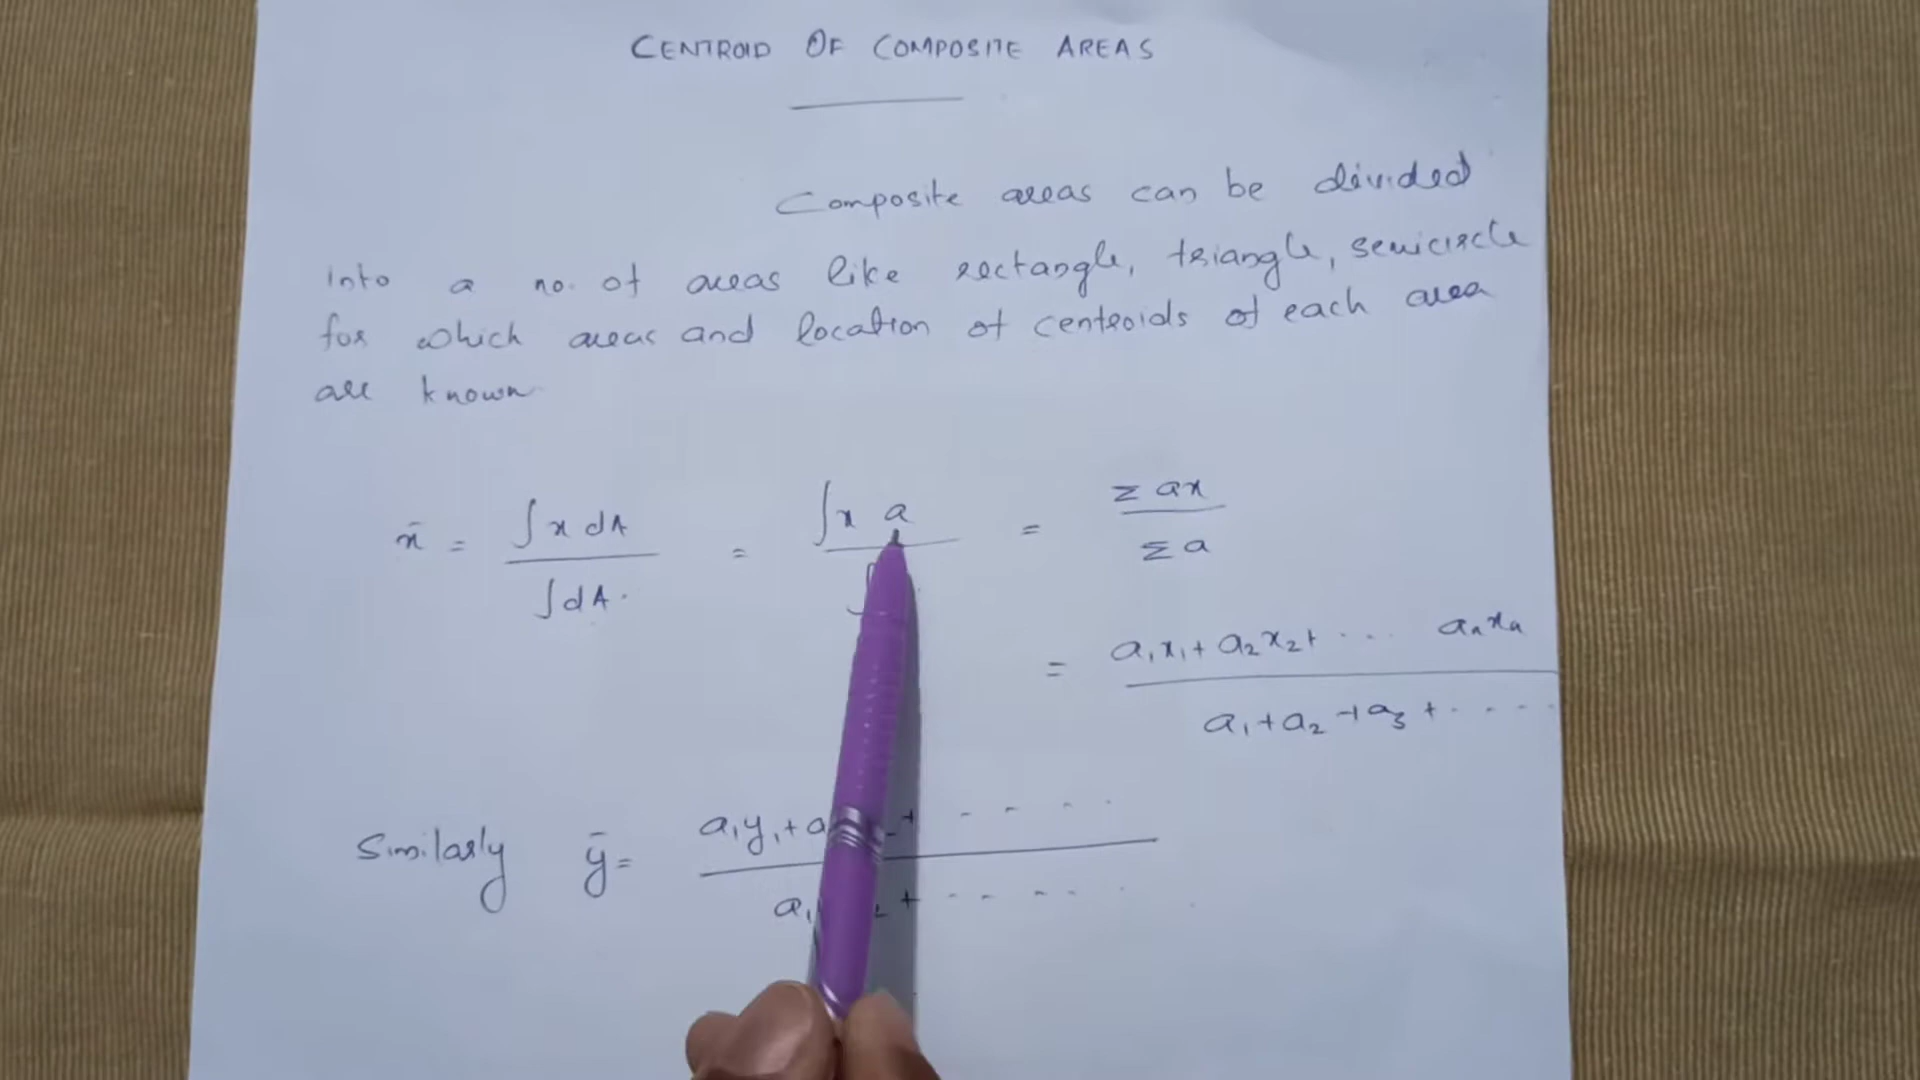 CENTROID OF COMPOSITE AREAS
Composite areas can be divided
into a no. of areas like rectangle, triangle, semicircle
for which areas and location of centroids of each area
are known
x̄ = ∫x dA / ∫dA. = ∫x a / ∫ = Σax / Σa
= a₁x₁ + a₂x₂ + ... aₙxₙ / a₁ + a₂ + a₃ + ....
Similarly ȳ = a₁y₁ + a + - - - - / a₁ ₂ + - - - - -